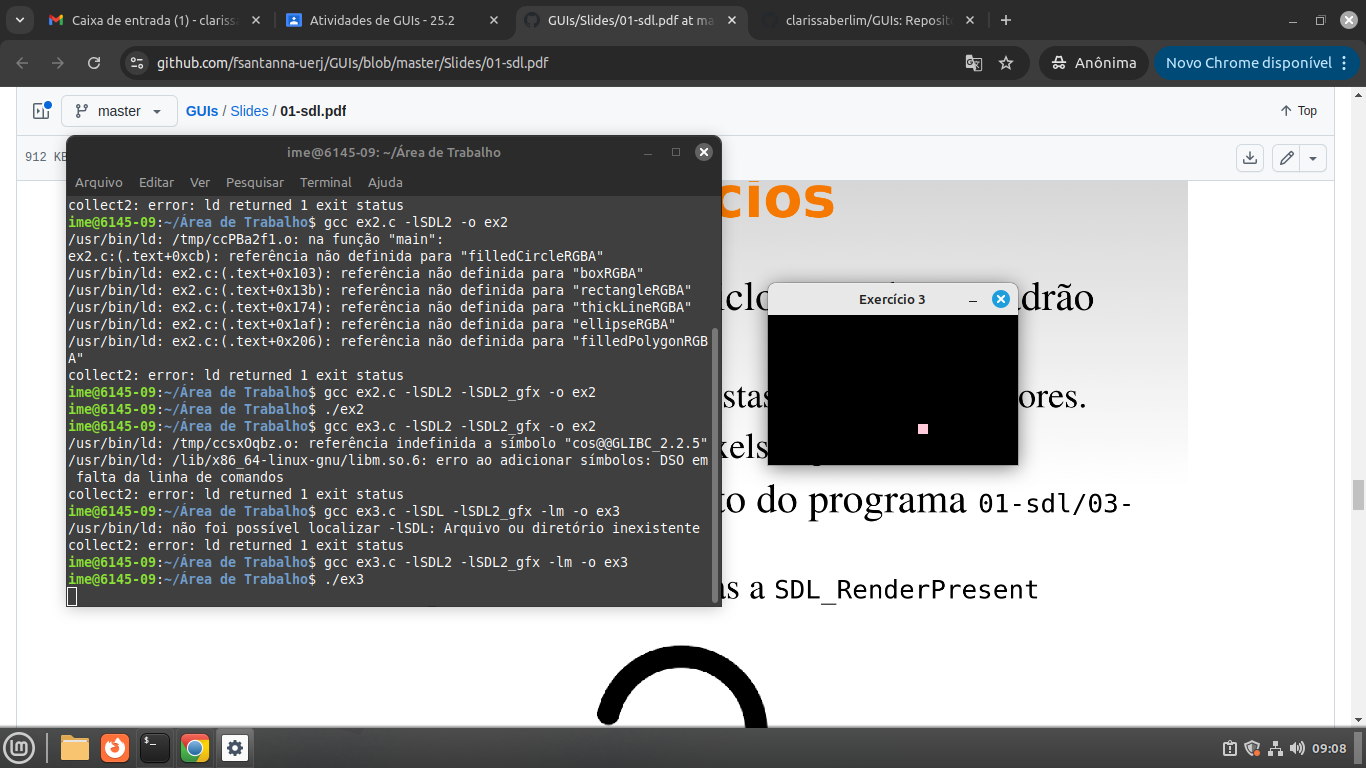 Caixa de entrada (1) - clariss
Atividades de GUIs - 25.2
GUIs/Slides/01-sdl.pdf at ma
clarissaberlim/GUIs: Reposit
github.com/fsantanna-uerj/GUIs/blob/master/Slides/01-sdl.pdf
Anônima
Novo Chrome disponível
master
GUIs / Slides / 01-sdl.pdf
Top
912 KB
ime@6145-09: ~/Área de Trabalho
Arquivo Editar Ver Pesquisar Terminal Ajuda
collect2: error: ld returned 1 exit status
ime@6145-09:~/Área de Trabalho$ gcc ex2.c -lSDL2 -o ex2
/usr/bin/ld: /tmp/ccPBa2f1.o: na função "main":
ex2.c:(.text+0xcb): referência não definida para "filledCircleRGBA"
/usr/bin/ld: ex2.c:(.text+0x103): referência não definida para "boxRGBA"
/usr/bin/ld: ex2.c:(.text+0x13b): referência não definida para "rectangleRGBA"
/usr/bin/ld: ex2.c:(.text+0x174): referência não definida para "thickLineRGBA"
/usr/bin/ld: ex2.c:(.text+0x1af): referência não definida para "ellipseRGBA"
/usr/bin/ld: ex2.c:(.text+0x206): referência não definida para "filledPolygonRGB
A"
collect2: error: ld returned 1 exit status
ime@6145-09:~/Área de Trabalho$ gcc ex2.c -lSDL2 -lSDL2_gfx -o ex2
ime@6145-09:~/Área de Trabalho$ ./ex2
ime@6145-09:~/Área de Trabalho$ gcc ex3.c -lSDL2 -lSDL2_gfx -o ex2
/usr/bin/ld: /tmp/ccsxOqbz.o: referência indefinida a símbolo "cos@@GLIBC_2.2.5"
/usr/bin/ld: /lib/x86_64-linux-gnu/libm.so.6: erro ao adicionar símbolos: DSO em
 falta da linha de comandos
collect2: error: ld returned 1 exit status
ime@6145-09:~/Área de Trabalho$ gcc ex3.c -lSDL -lSDL2_gfx -lm -o ex3
/usr/bin/ld: não foi possível localizar -lSDL: Arquivo ou diretório inexistente
collect2: error: ld returned 1 exit status
ime@6145-09:~/Área de Trabalho$ gcc ex3.c -lSDL2 -lSDL2_gfx -lm -o ex3
ime@6145-09:~/Área de Trabalho$ ./ex3
cios
iclo
drão
Exercício 3
stas
ores.
xels
to do programa 01-sdl/03-
as a SDL_RenderPresent
09:08